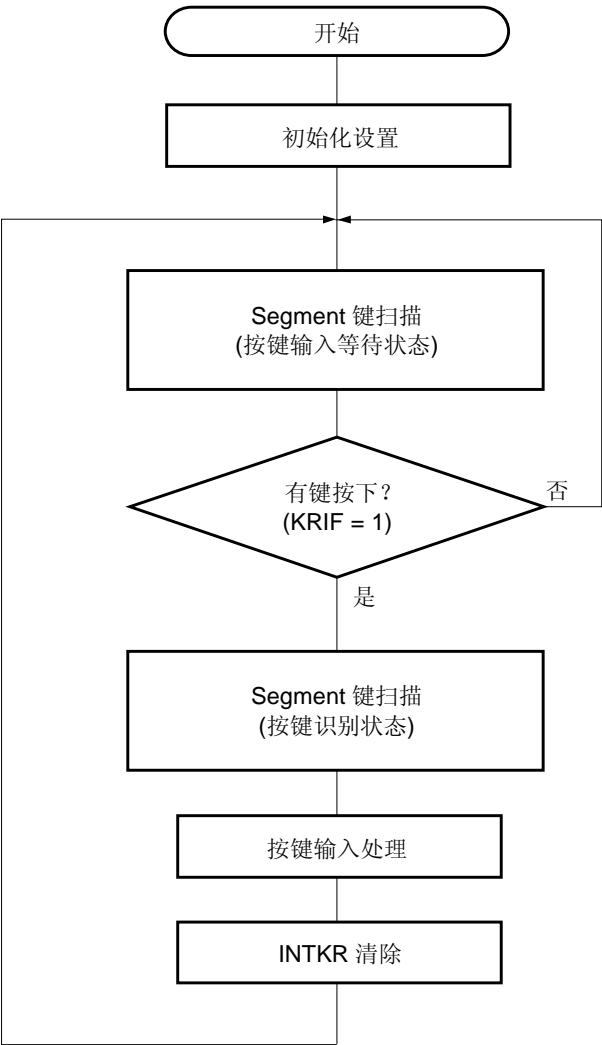 开始
初始化设置
Segment 键扫描
(按键输入等待状态)
有键按下?
(KRIF = 1)
否
是
Segment 键扫描
(按键识别状态)
按键输入处理
INTKR 清除